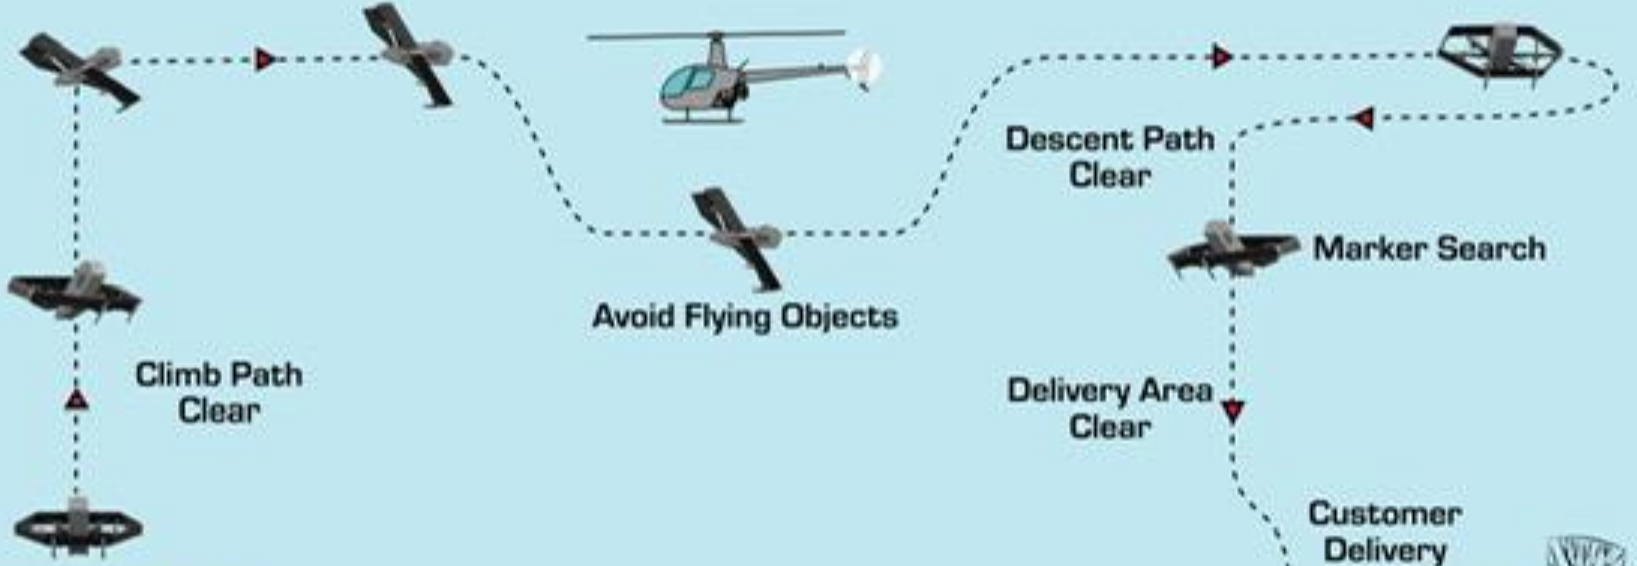 Descent Path
Clear
Marker Search
Avoid Flying Objects
Climb Path
Clear
Delivery Area
Clear
Customer
Delivery